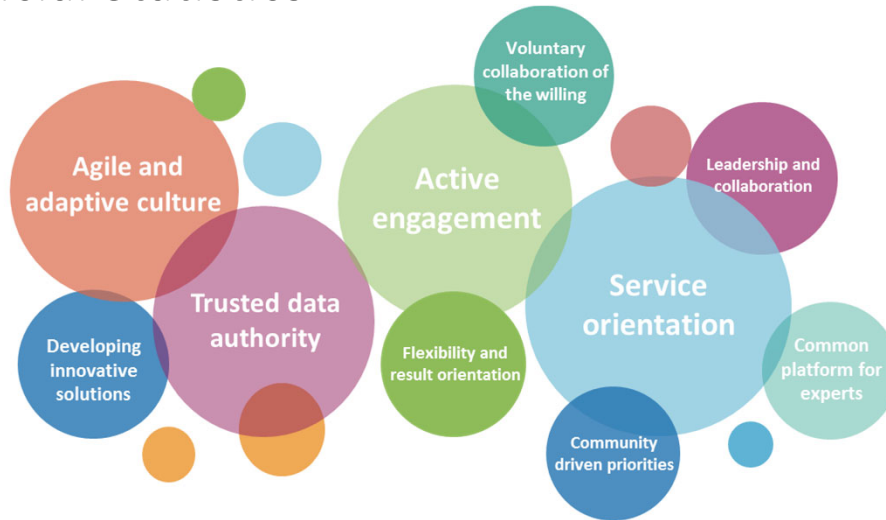 Voluntary
collaboration of
the willing
Agile and
adaptive culture
Active
engagement
Leadership and
collaboration
Trusted data
authority
Service
orientation
Developing
innovative
solutions
Flexibility and
result orientation
Common
platform for
experts
Community
driven priorities